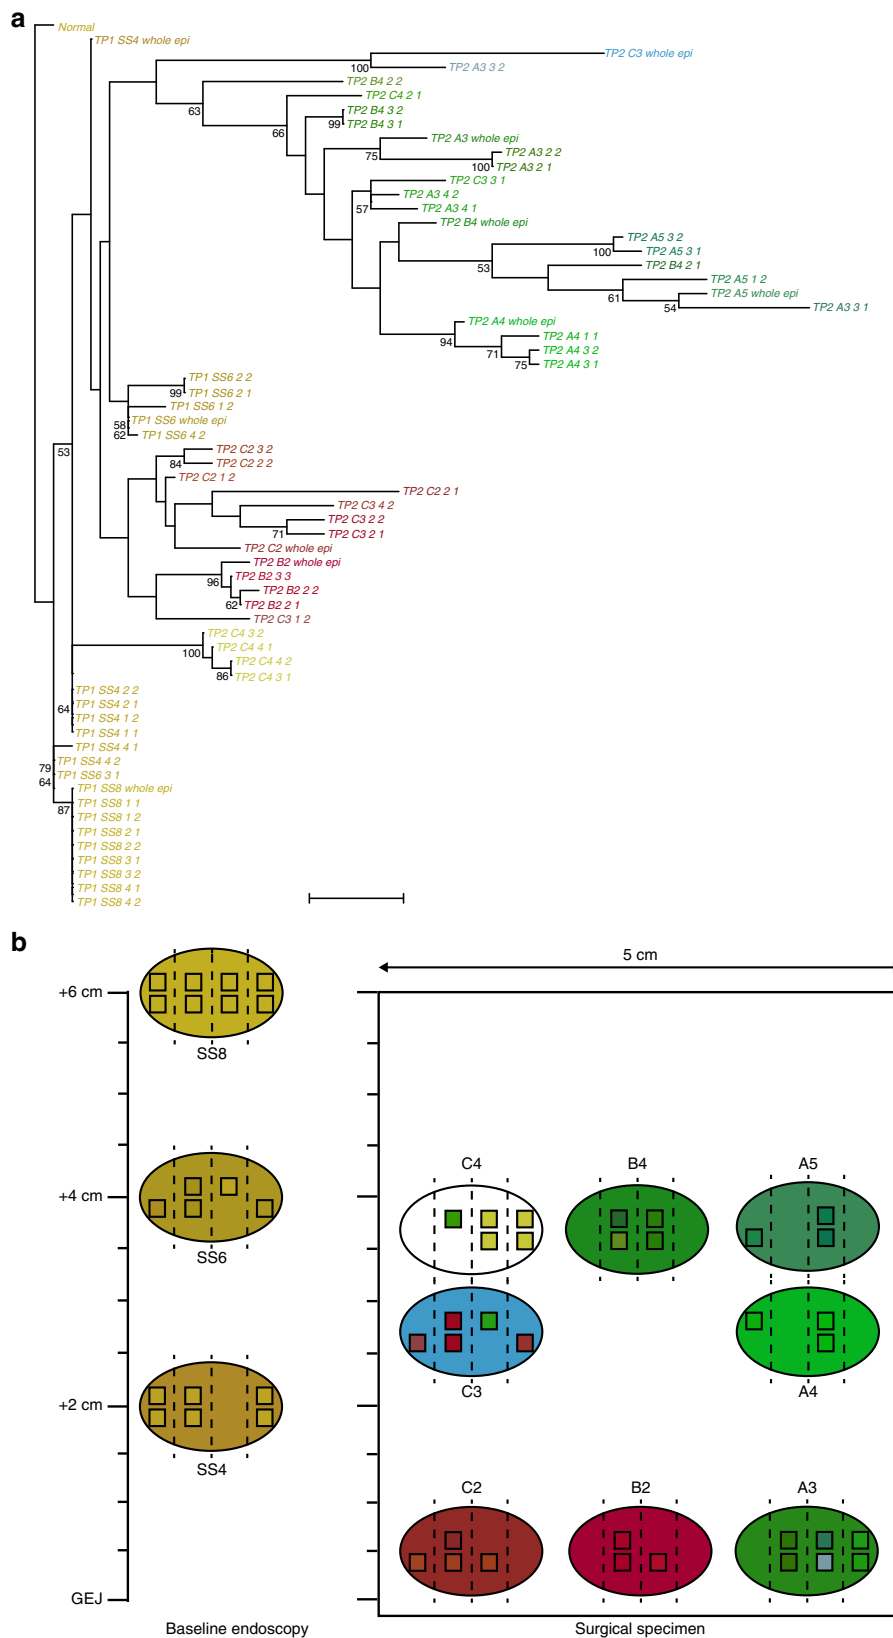 a
Normal
TP1 SS4 whole epi
TP2 C3 whole epi
100
TP2 A3 3 2
TP2 B4 2 2
63
TP2 C4 2 1
66
TP2 B4 3 2
99
TP2 B4 3 1
TP2 A3 whole epi
75
TP2 A3 2 2
100
TP2 A3 2 1
TP2 C3 3 1
TP2 A3 4 2
57
TP2 A3 4 1
TP2 B4 whole epi
TP2 A5 3 2
100
TP2 A5 3 1
53
TP2 B4 2 1
TP2 A5 1 2
61
TP2 A5 whole epi
54
TP2 A3 3 1
TP2 A4 whole epi
94
TP2 A4 1 1
71
TP2 A4 3 2
75
TP2 A4 3 1
TP1 SS6 2 2
99
TP1 SS6 2 1
TP1 SS6 1 2
58
TP1 SS6 whole epi
62
TP1 SS6 4 2
53
TP2 C2 3 2
84
TP2 C2 2 2
TP2 C2 1 2
TP2 C2 2 1
TP2 C3 4 2
TP2 C3 2 2
71
TP2 C3 2 1
TP2 C2 whole epi
TP2 B2 whole epi
96
TP2 B2 3 3
TP2 B2 2 2
62
TP2 B2 2 1
TP2 C3 1 2
TP2 C4 3 2
100
TP2 C4 4 1
TP2 C4 4 2
86
TP2 C4 3 1
TP1 SS4 2 2
64
TP1 SS4 2 1
TP1 SS4 1 2
TP1 SS4 1 1
TP1 SS4 4 1
79
TP1 SS4 4 2
64
TP1 SS6 3 1
TP1 SS8 whole epi
87
TP1 SS8 1 1
TP1 SS8 1 2
TP1 SS8 2 1
TP1 SS8 2 2
TP1 SS8 3 1
TP1 SS8 3 2
TP1 SS8 4 1
TP1 SS8 4 2
b
5 cm
+6 cm
SS8
C4
B4
A5
+4 cm
SS6
C3
A4
+2 cm
SS4
C2
B2
A3
GEJ
Baseline endoscopy
Surgical specimen